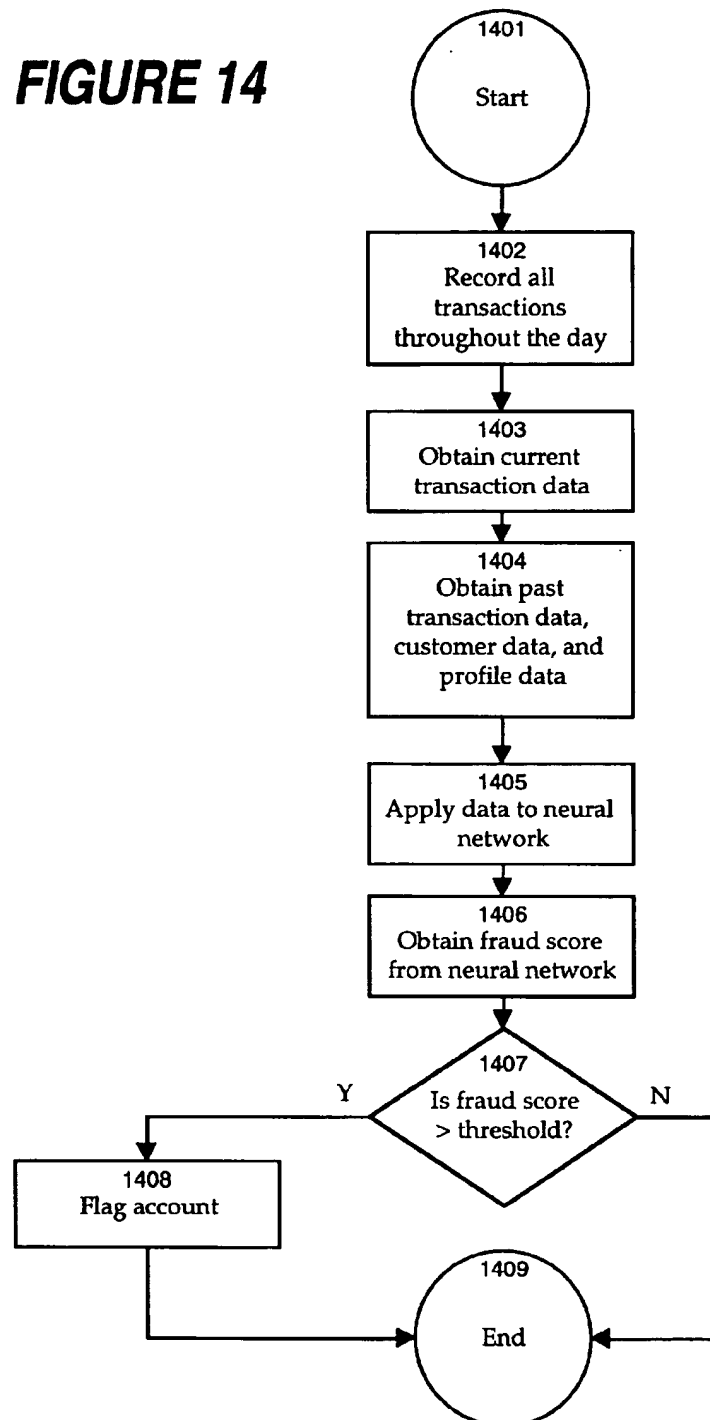 FIGURE 14
1401
Start
1402
Record all
transactions
throughout the day
1403
Obtain current
transaction data
1404
Obtain past
transaction data,
customer data, and
profile data
1405
Apply data to neural
network
1406
Obtain fraud score
from neural network
1407
Is fraud score
> threshold?
Y
N
1408
Flag account
1409
End